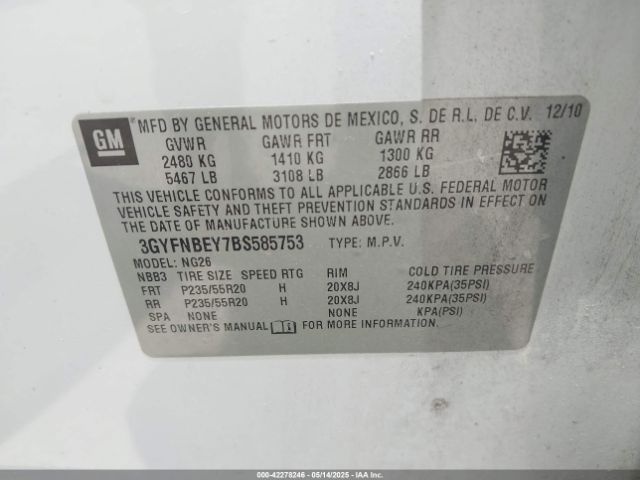 GM
MFD BY GENERAL MOTORS DE MEXICO, S. DE R.L. DE C.V. 12/10
GVWR GAWR FRT GAWR RR
2480 KG 1410 KG 1300 KG
5467 LB 3108 LB 2866 LB
THIS VEHICLE CONFORMS TO ALL APPLICABLE U.S. FEDERAL MOTOR
VEHICLE SAFETY AND THEFT PREVENTION STANDARDS IN EFFECT ON
THE DATE OF MANUFACTURE SHOWN ABOVE.
3GYFNBEY7BS585753 TYPE: M.P.V.
MODEL: NG26
NBB3 TIRE SIZE SPEED RTG RIM COLD TIRE PRESSURE
FRT P235/55R20 H 20X8J 240KPA(35PSI)
RR P235/55R20 H 20X8J 240KPA(35PSI)
SPA NONE NONE KPA(PSI)
SEE OWNER'S MANUAL FOR MORE INFORMATION.
000-42278246 - 05/14/2025 - IAAI.com